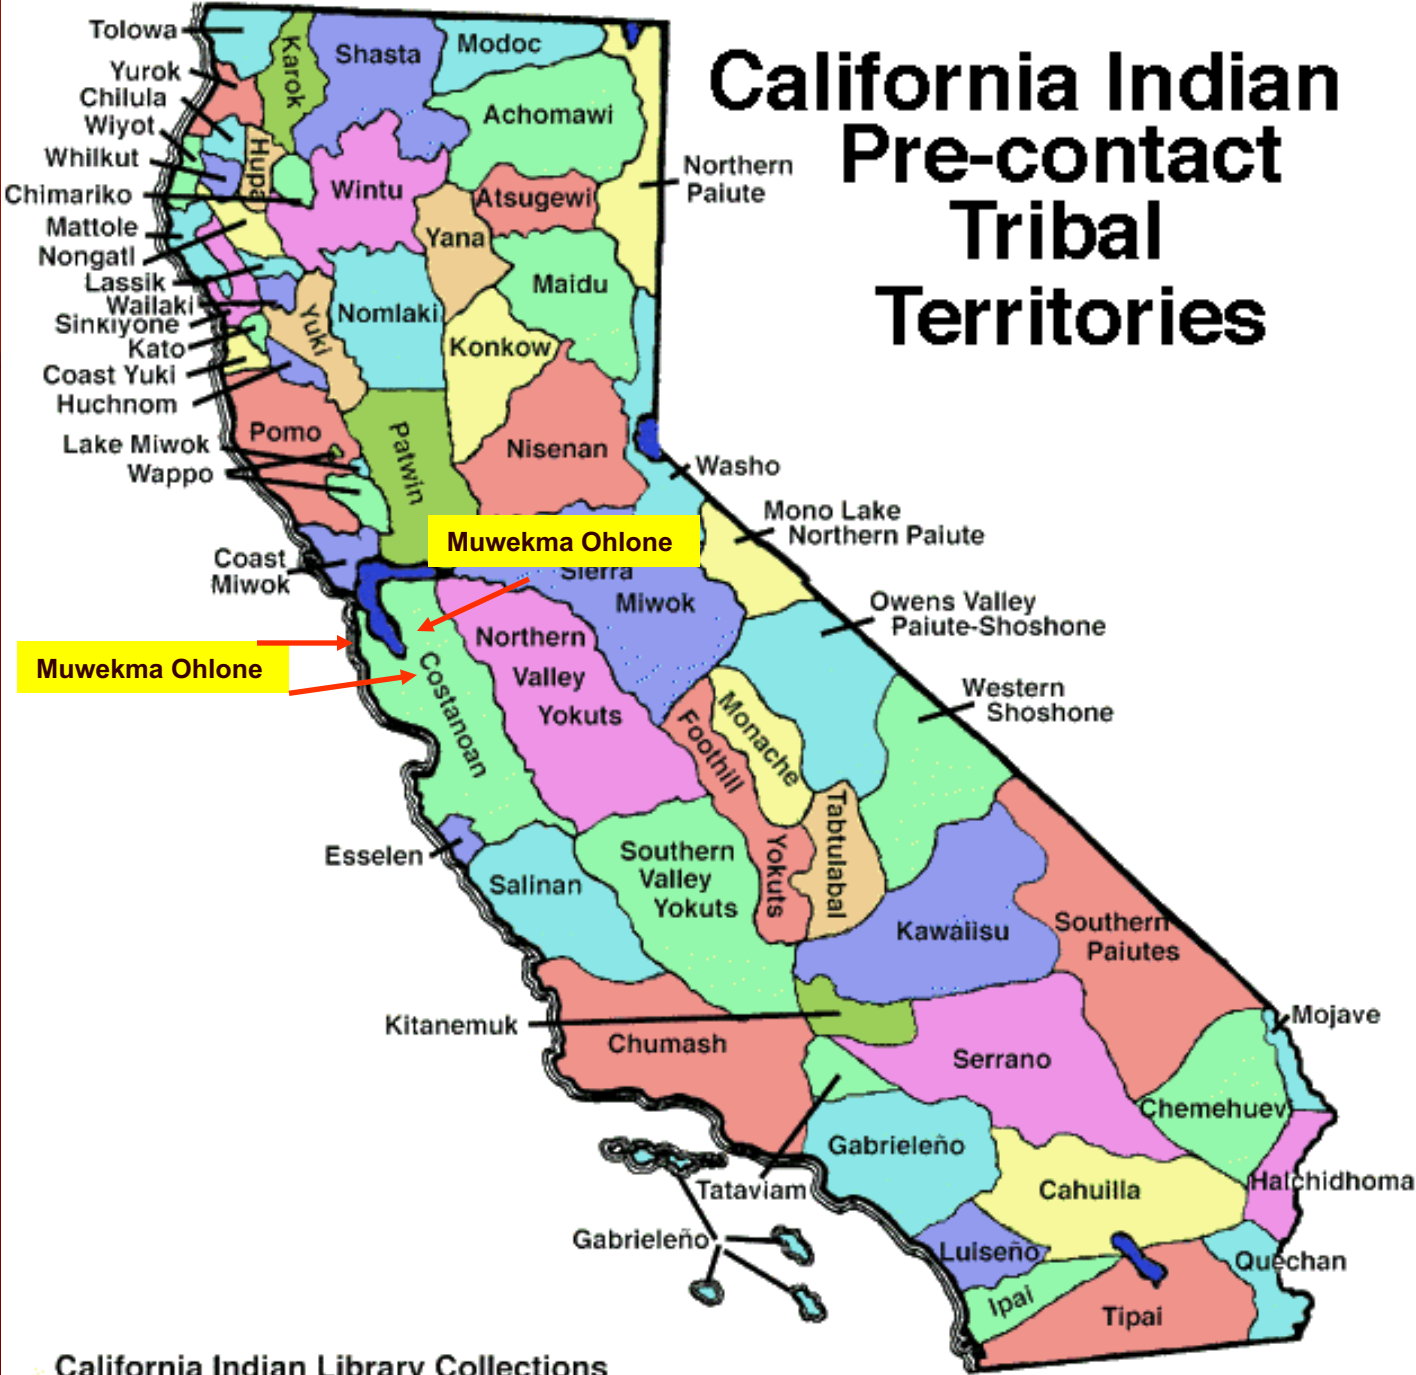 California Indian
Pre-contact
Tribal
Territories
Tolowa
Yurok
Chilula
Wiyot
Whilkut
Chimariko
Mattole
Nongatl
Lassik
Wailaki
Sinkiyone
Kato
Coast Yuki
Huchnom
Lake Miwok
Wappo
Karok
Shasta
Modoc
Achomawi
Hupa
Wintu
Atsugewi
Northern
Paiute
Yana
Maidu
Yuki
Nomlaki
Konkow
Pomo
Patwin
Nisenan
Washo
Mono Lake
Northern Paiute
Coast
Miwok
Muwekma Ohlone
Sierra
Miwok
Owens Valley
Paiute-Shoshone
Muwekma Ohlone
Costanoan
Northern
Valley
Yokuts
Western
Shoshone
Monache
Foothill
Yokuts
Tabtulabal
Esselen
Salinan
Southern
Valley
Yokuts
Kawaiisu
Southern
Paiutes
Kitanemuk
Chumash
Serrano
Mojave
Chemehuev
Gabrieleño
Tataviam
Cahuilla
Halchidhoma
Gabrieleño
Luiseño
Quechan
Ipai
Tipai
California Indian Library Collections